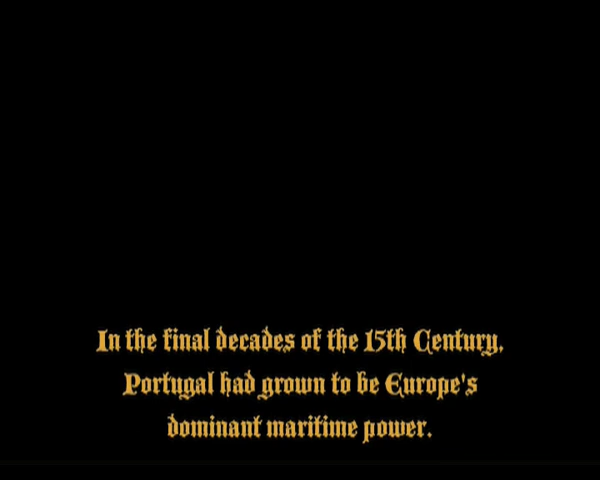 In the final decades of the 15th Century,
Portugal had grown to be Europe's
dominant maritime power.